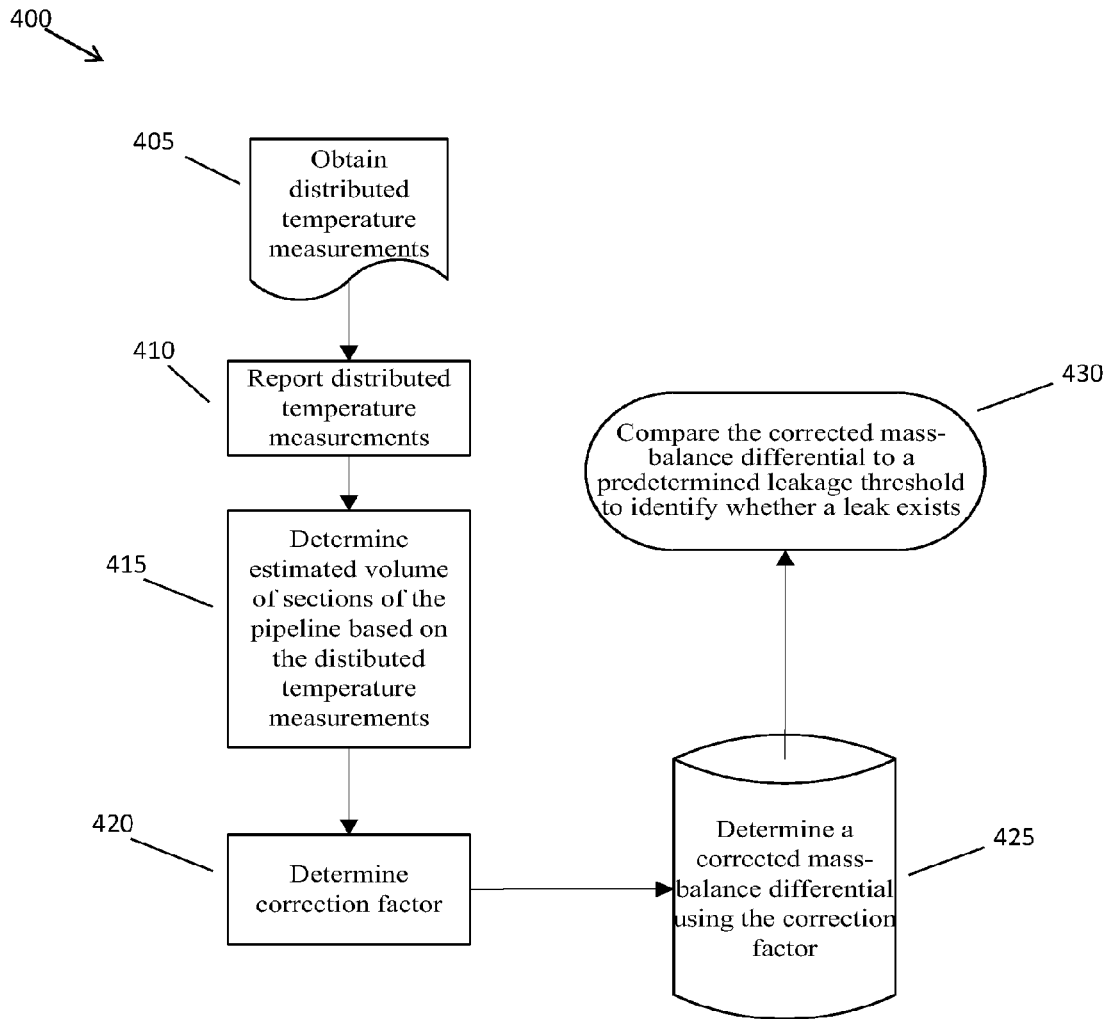 400
405
Obtain
distributed
temperature
measurements
410
Report distributed
temperature
measurements
415
Determine
estimated volume
of sections of the
pipeline based on
the distibuted
temperature
measurements
420
Determine
correction factor
425
Determine a
corrected mass-
balance differential
using the correction
factor
430
Compare the corrected mass-
balance differential to a
predetermined leakage threshold
to identify whether a leak exists